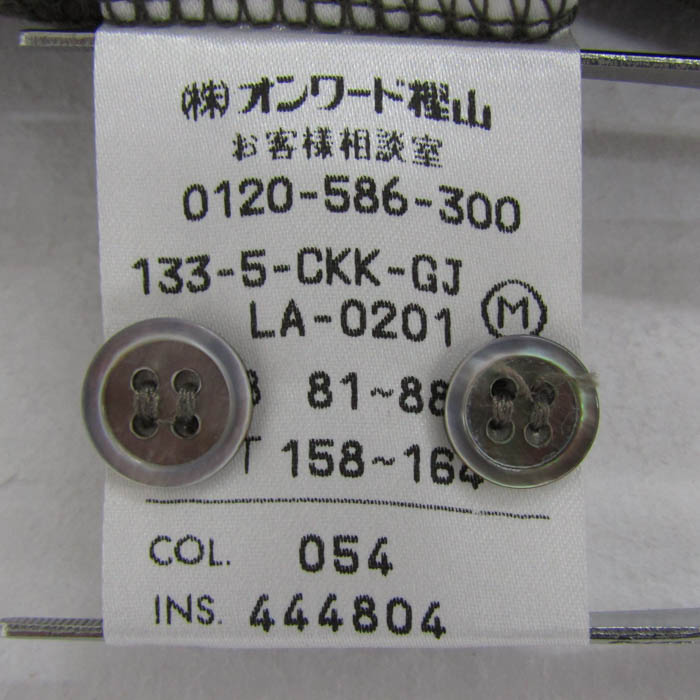 (株)オンワード樫山
お客様相談室
0120-586-300
133-5-CKK-GJ
LA-0201 M
81~88
T 158~164
COL. 054
INS. 444804